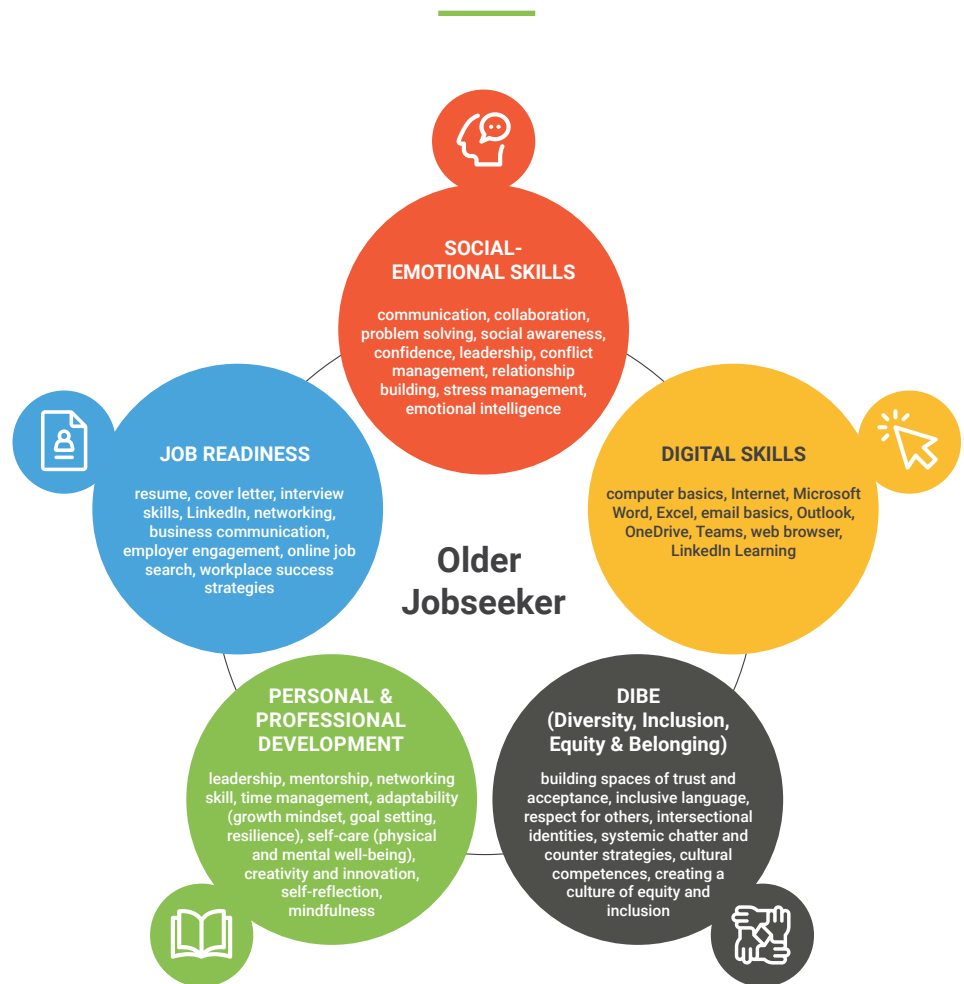 SOCIAL-
EMOTIONAL SKILLS
communication, collaboration,
problem solving, social awareness,
confidence, leadership, conflict
management, relationship
building, stress management,
emotional intelligence
JOB READINESS
resume, cover letter, interview
skills, LinkedIn, networking,
business communication,
employer engagement, online job
search, workplace success
strategies
DIGITAL SKILLS
computer basics, Internet, Microsoft
Word, Excel, email basics, Outlook,
OneDrive, Teams, web browser,
LinkedIn Learning
Older
Jobseeker
PERSONAL &
PROFESSIONAL
DEVELOPMENT
leadership, mentorship, networking
skill, time management, adaptability
(growth mindset, goal setting,
resilience), self-care (physical
and mental well-being),
creativity and innovation,
self-reflection,
mindfulness
DIBE
(Diversity, Inclusion,
Equity & Belonging)
building spaces of trust and
acceptance, inclusive language,
respect for others, intersectional
identities, systemic chatter and
counter strategies, cultural
competences, creating a
culture of equity and
inclusion